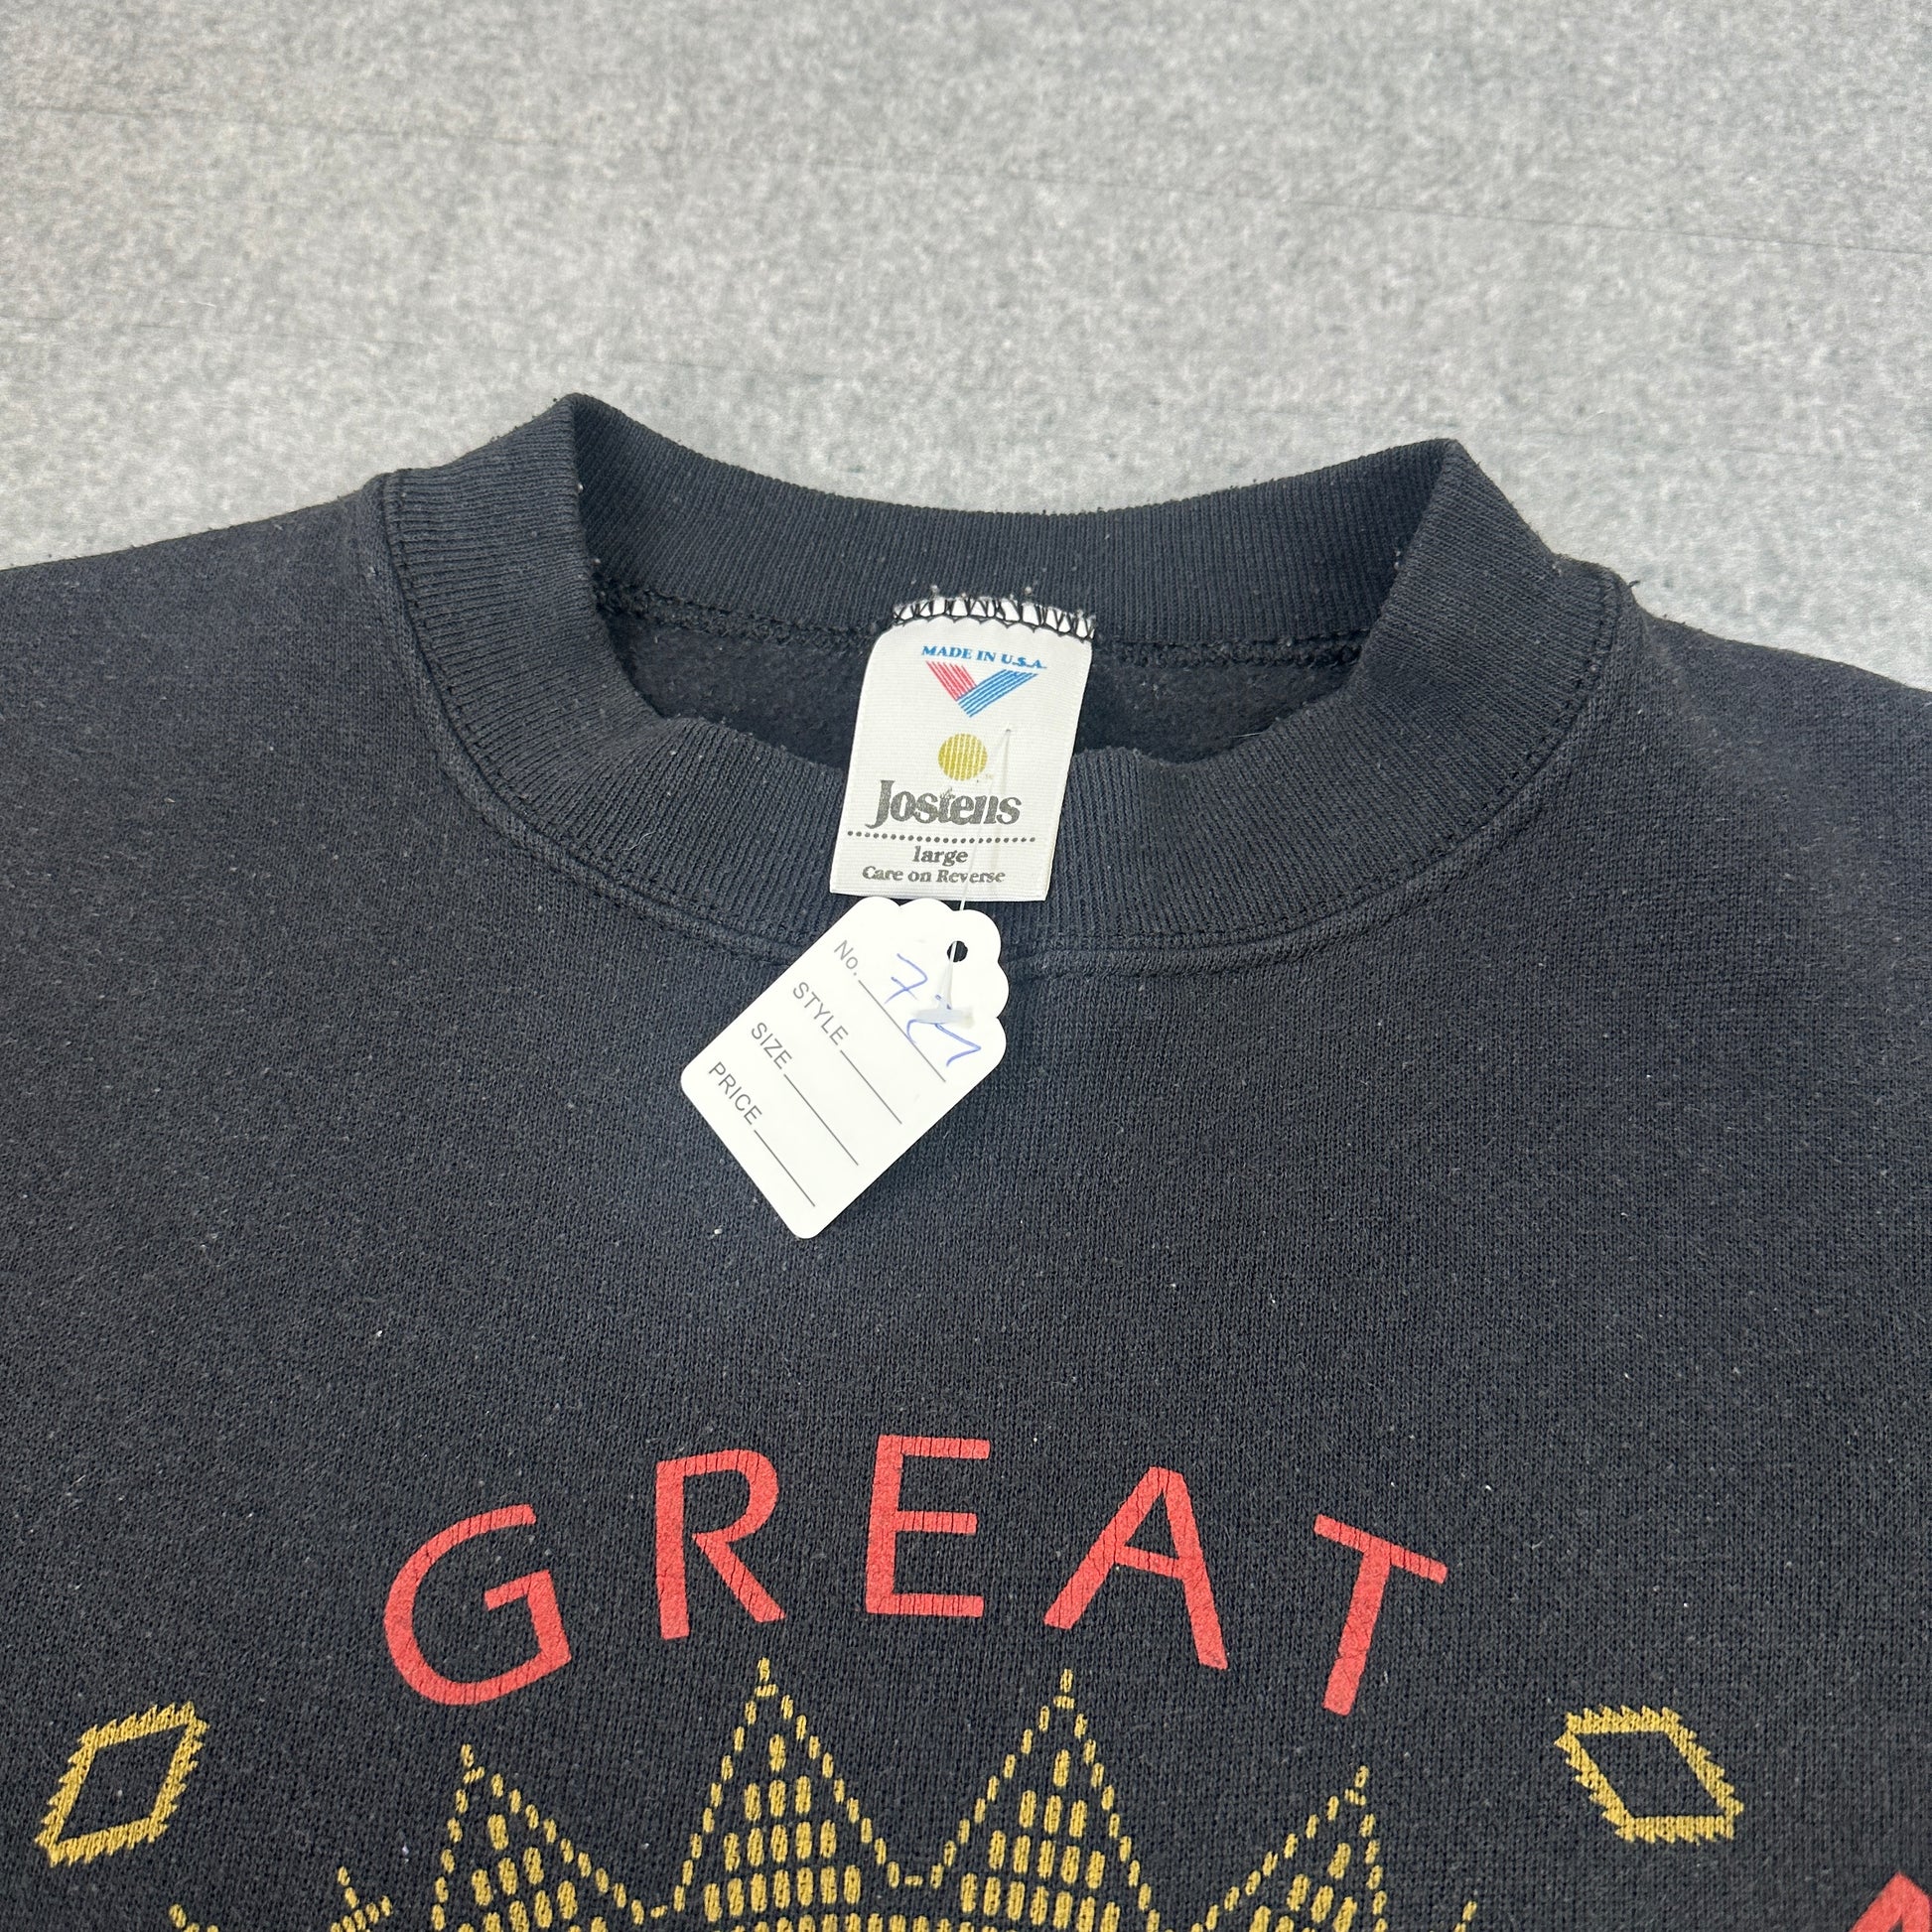 MADE IN U.S.A.
Jostens
large
Care on Reverse
No.
STYLE
SIZE
PRICE
GREAT